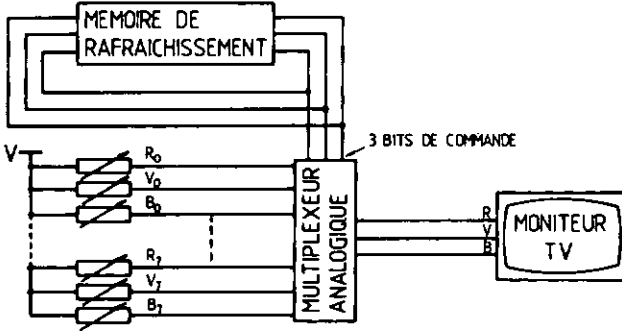 MEMOIRE DE
RAFRAICHISSEMENT
3 BITS DE COMMANDE
V
R0
V0
B0
R7
V7
B7
MULTIPLEXEUR
ANALOGIQUE
R
V
B
MONITEUR
TV